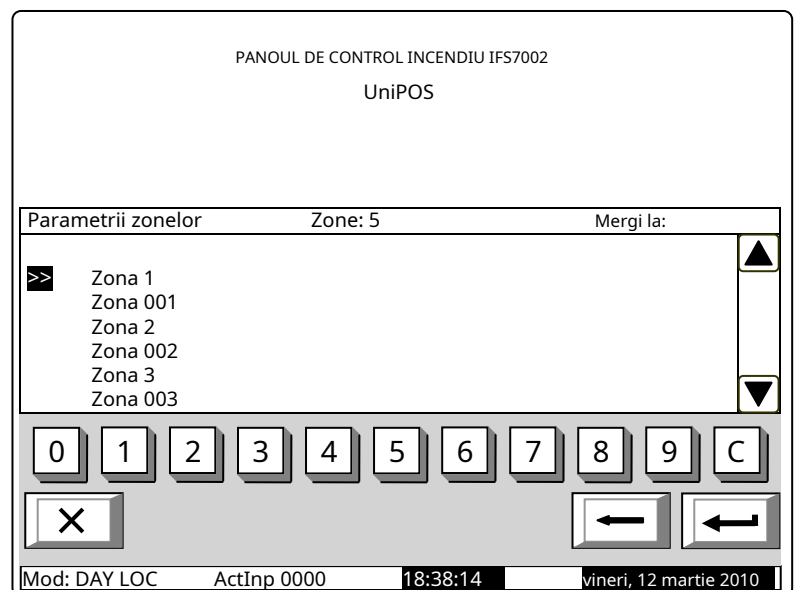 PANOUL DE CONTROL INCENDIU IFS7002
UniPOS
Parametrii zonelor Zone: 5 Mergi la:
>> Zona 1
Zona 001
Zona 2
Zona 002
Zona 3
Zona 003
0 1 2 3 4 5 6 7 8 9 C
Mod: DAY LOC ActInp 0000 18:38:14 vineri, 12 martie 2010